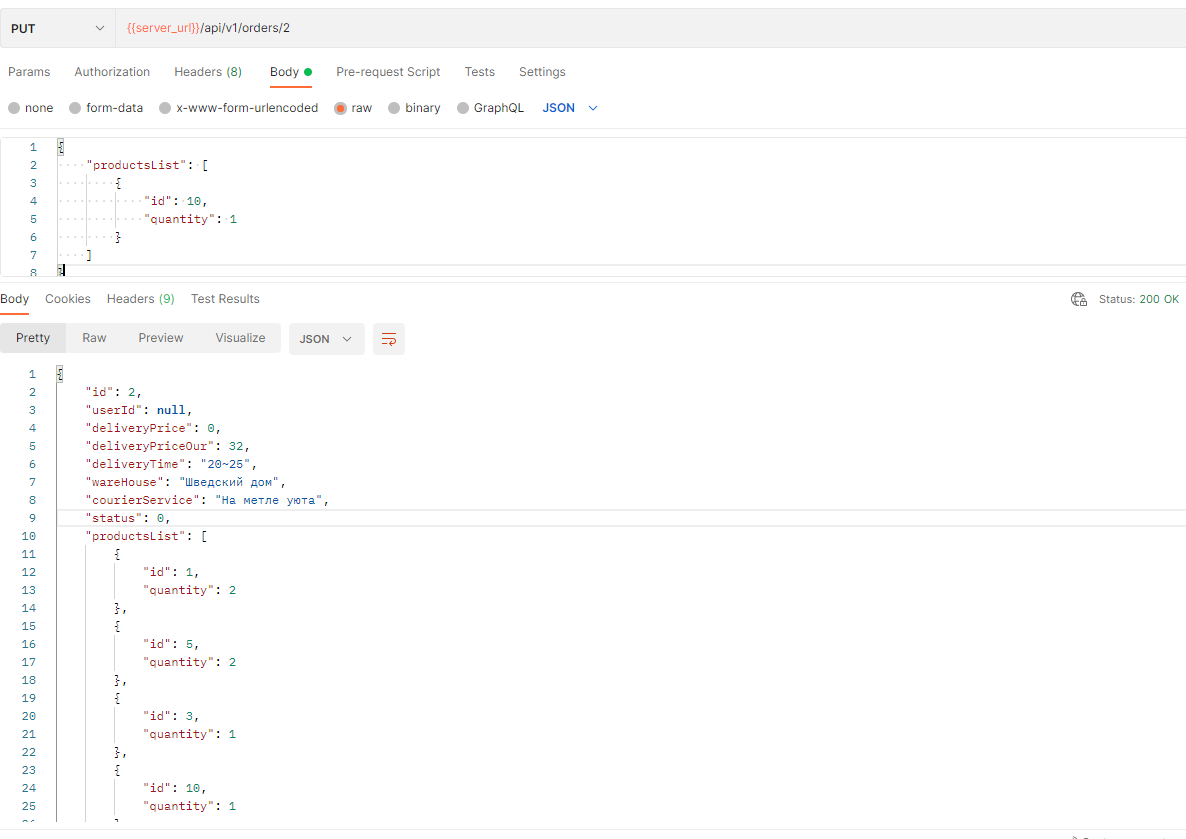 PUT {{server_url}}/api/v1/orders/2
Params Authorization Headers (8) Body Pre-request Script Tests Settings
none form-data x-www-form-urlencoded raw binary GraphQL JSON
1 {
2 "productsList": [
3 {
4 "id": 10,
5 "quantity": 1
6 }
7 ]
8 }
Body Cookies Headers (9) Test Results Status: 200 OK
Pretty Raw Preview Visualize JSON
1 {
2 "id": 2,
3 "userId": null,
4 "deliveryPrice": 0,
5 "deliveryPriceOur": 32,
6 "deliveryTime": "20~25",
7 "wareHouse": "Шведский дом",
8 "courierService": "На метле уюта",
9 "status": 0,
10 "productsList": [
11 {
12 "id": 1,
13 "quantity": 2
14 },
15 {
16 "id": 5,
17 "quantity": 2
18 },
19 {
20 "id": 3,
21 "quantity": 1
22 },
23 {
24 "id": 10,
25 "quantity": 1